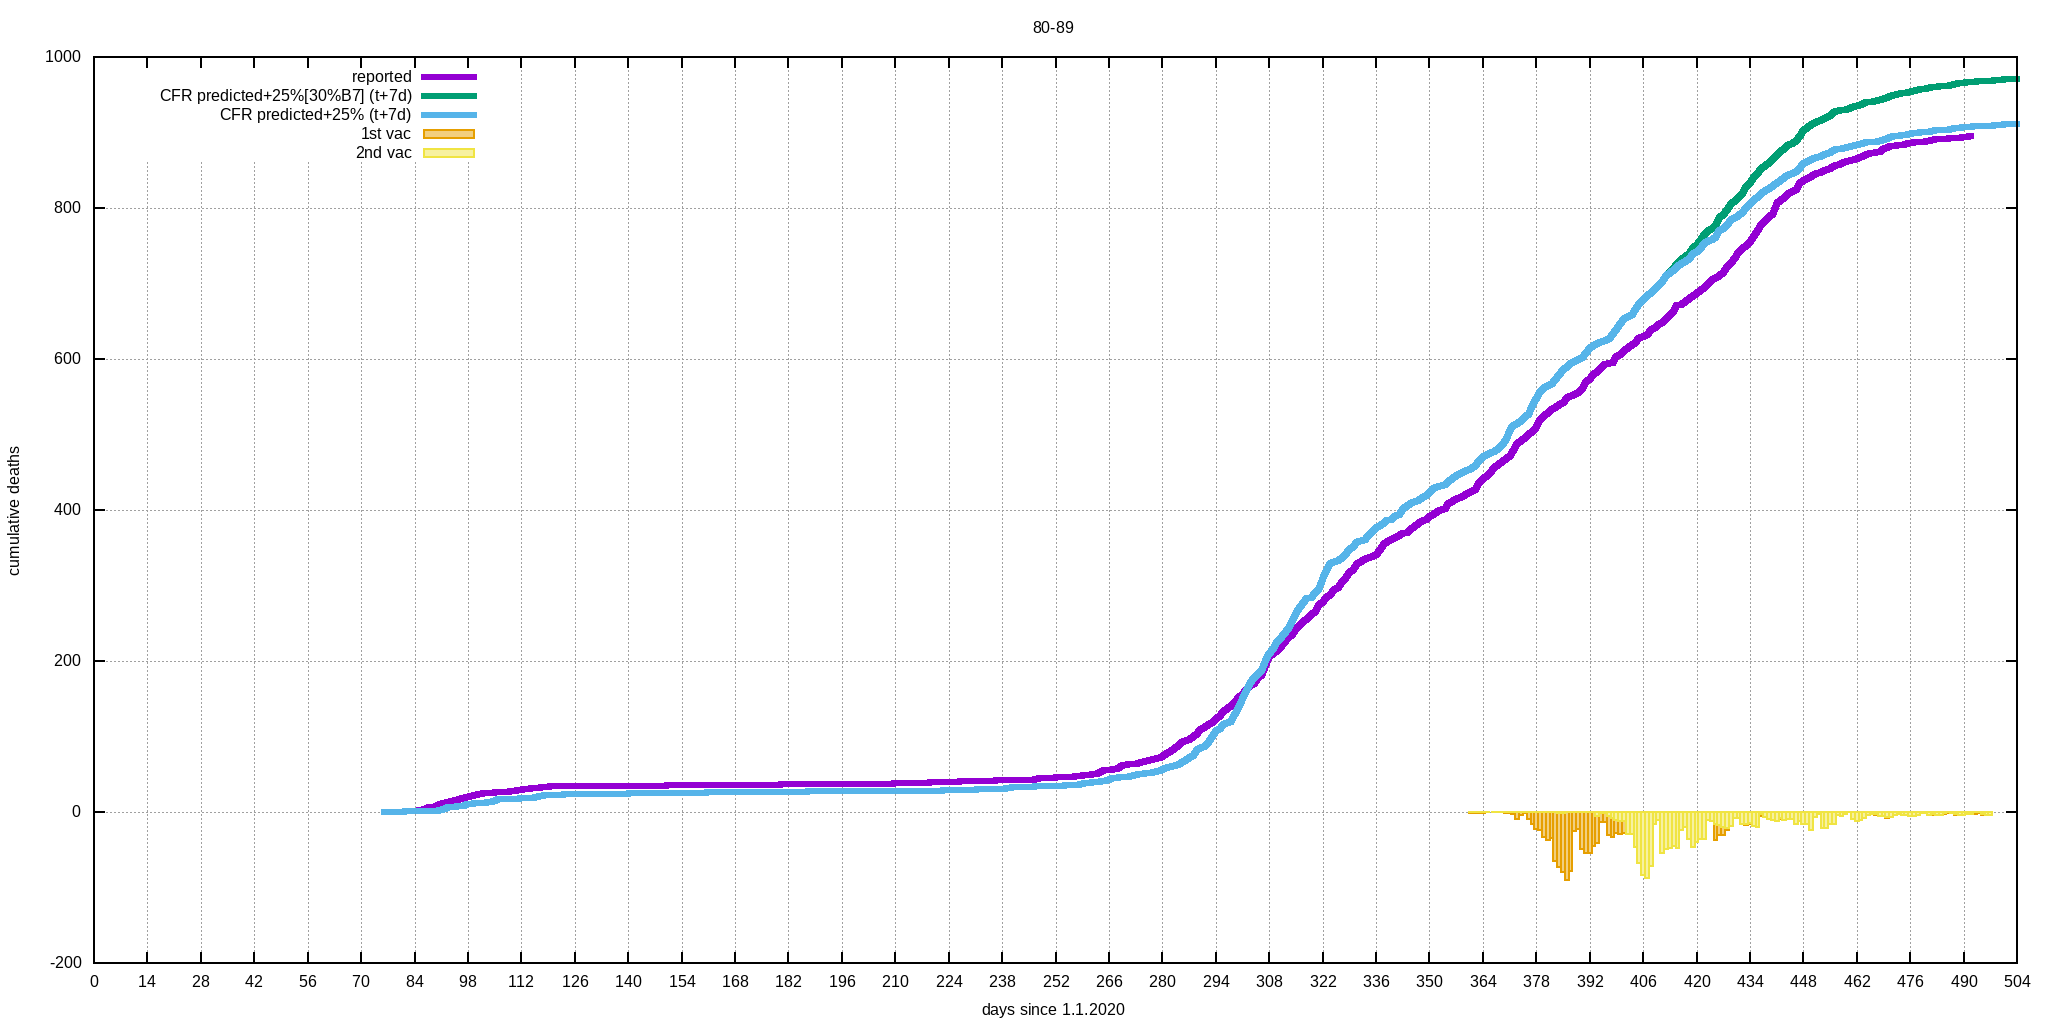 80-89
1000
800
600
400
200
0
-200
cumulative deaths
reported
CFR predicted+25%[30%B7] (t+7d)
CFR predicted+25% (t+7d)
1st vac
2nd vac
0 14 28 42 56 70 84 98 112 126 140 154 168 182 196 210 224 238 252 266 280 294 308 322 336 350 364 378 392 406 420 434 448 462 476 490 504
days since 1.1.2020